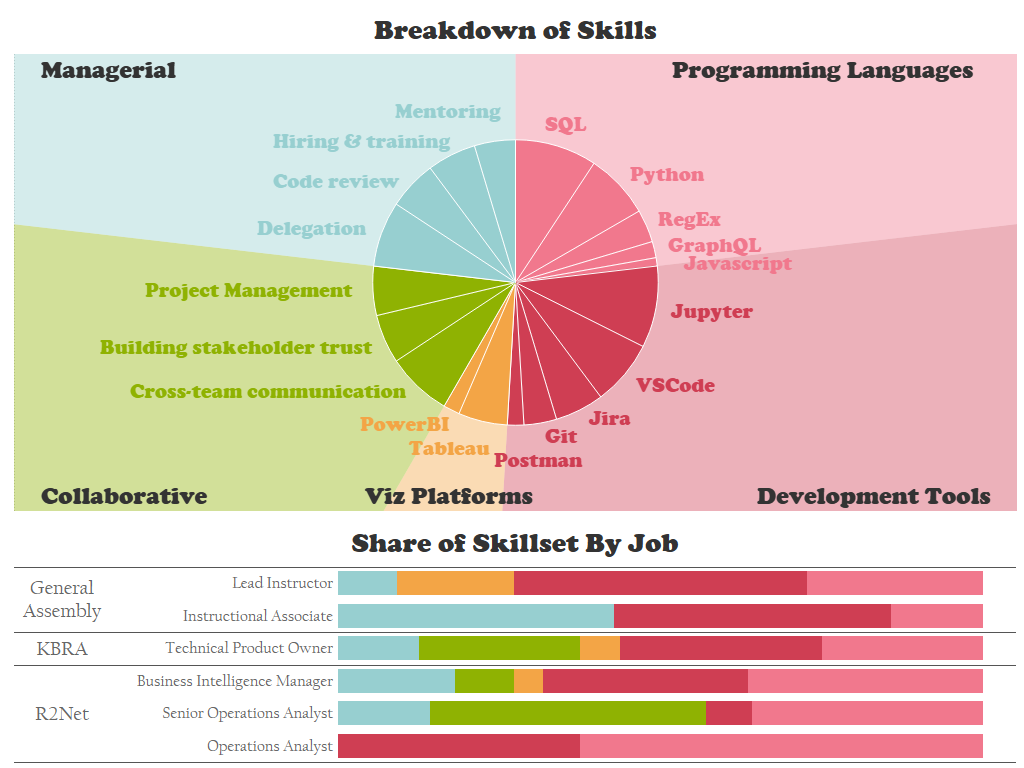 Breakdown of Skills
Managerial
Programming Languages
Mentoring
SQL
Hiring & training
Python
Code review
RegEx
Delegation
GraphQL
Javascript
Project Management
Jupyter
Building stakeholder trust
VSCode
Cross-team communication
Jira
PowerBI
Git
Tableau
Postman
Collaborative
Viz Platforms
Development Tools
Share of Skillset By Job
General
Assembly
Lead Instructor
Instructional Associate
KBRA
Technical Product Owner
R2Net
Business Intelligence Manager
Senior Operations Analyst
Operations Analyst